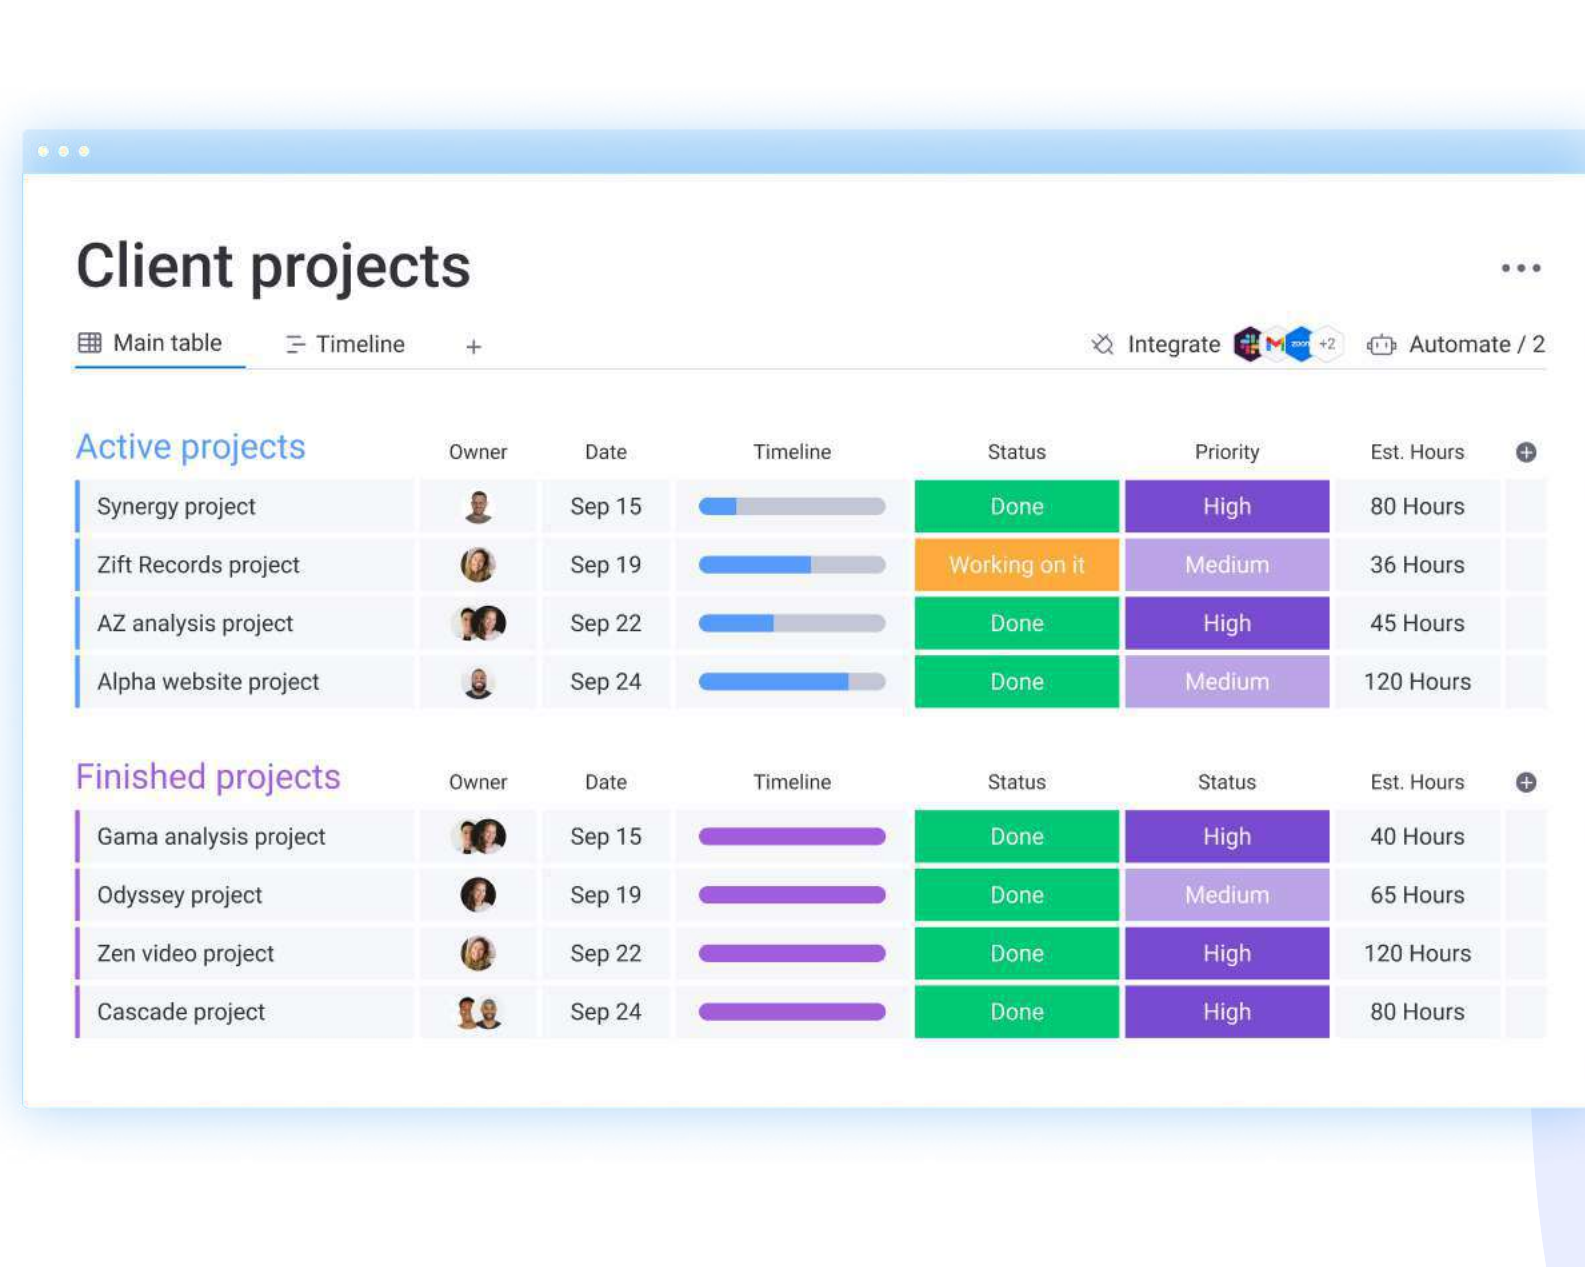 Client projects
Main table Timeline + Integrate zoom +2 Automate / 2
Active projects Owner Date Timeline Status Priority Est. Hours
Synergy project Sep 15 Done High 80 Hours
Zift Records project Sep 19 Working on it Medium 36 Hours
AZ analysis project Sep 22 Done High 45 Hours
Alpha website project Sep 24 Done Medium 120 Hours
Finished projects Owner Date Timeline Status Status Est. Hours
Gama analysis project Sep 15 Done High 40 Hours
Odyssey project Sep 19 Done Medium 65 Hours
Zen video project Sep 22 Done High 120 Hours
Cascade project Sep 24 Done High 80 Hours